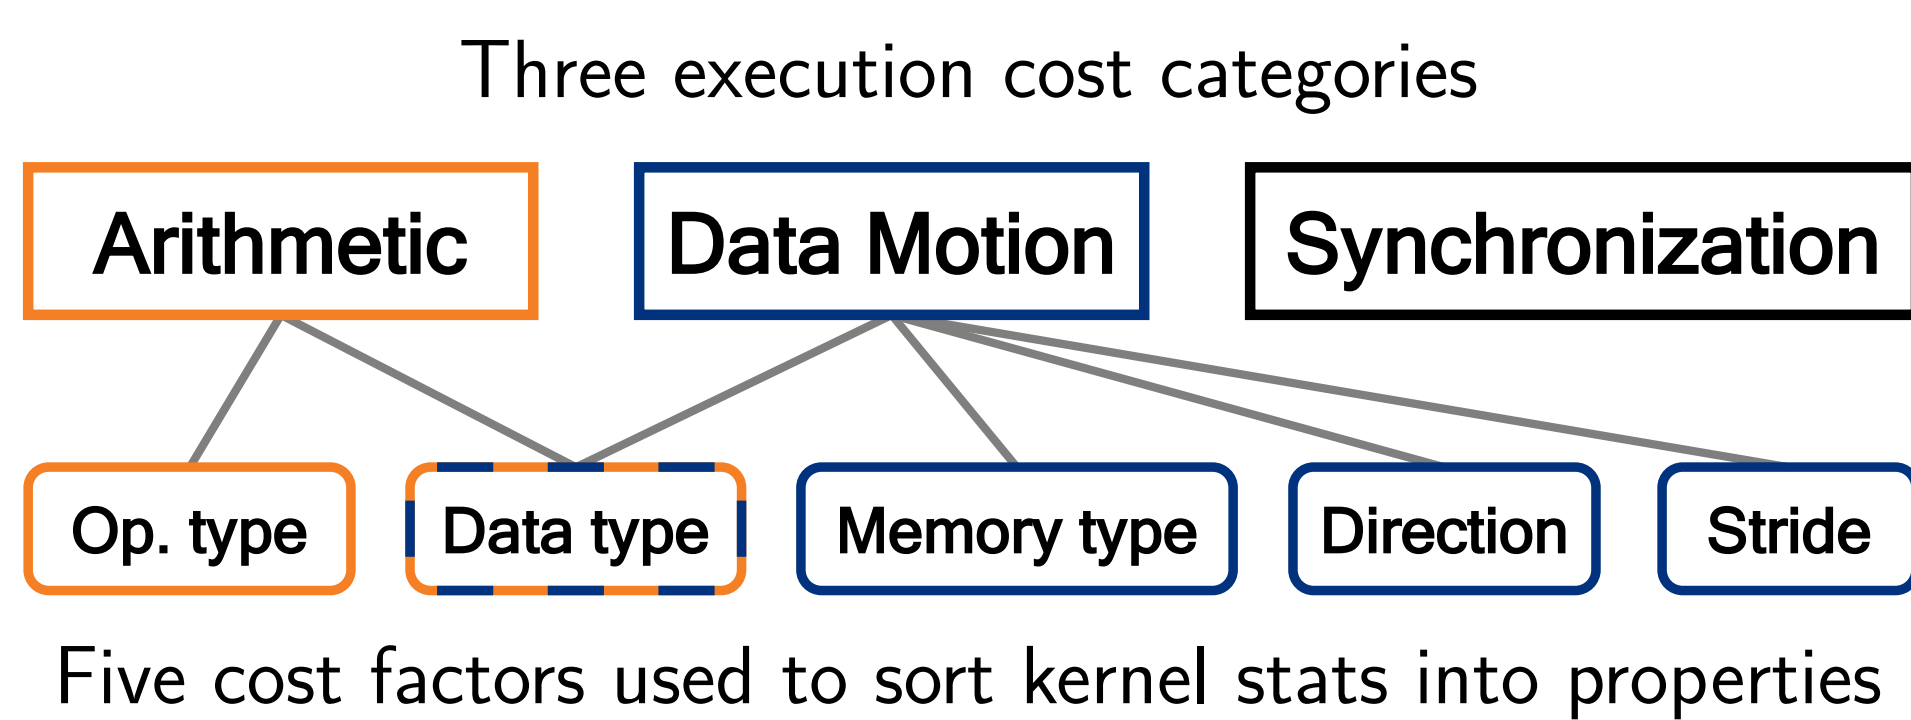 Three execution cost categories
Arithmetic Data Motion Synchronization
Op. type Data type Memory type Direction Stride
Five cost factors used to sort kernel stats into properties